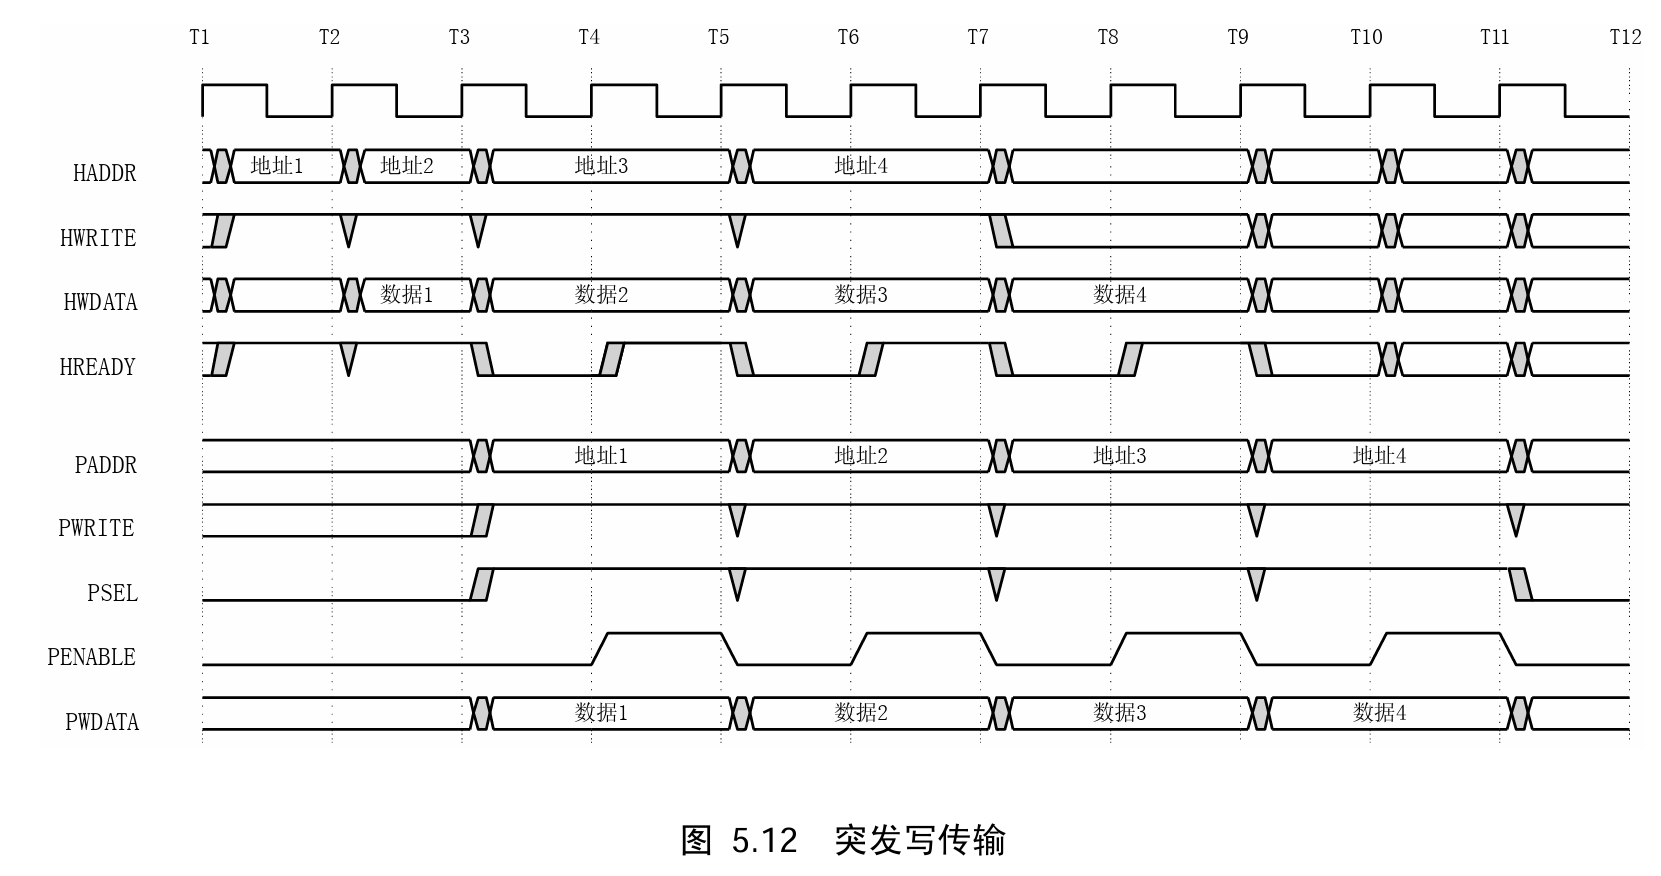 T1 T2 T3 T4 T5 T6 T7 T8 T9 T10 T11 T12
HADDR 地址1 地址2 地址3 地址4
HWRITE
HWDATA 数据1 数据2 数据3 数据4
HREADY
PADDR 地址1 地址2 地址3 地址4
PWRITE
PSEL
PENABLE
PWDATA 数据1 数据2 数据3 数据4
图 5.12 突发写传输